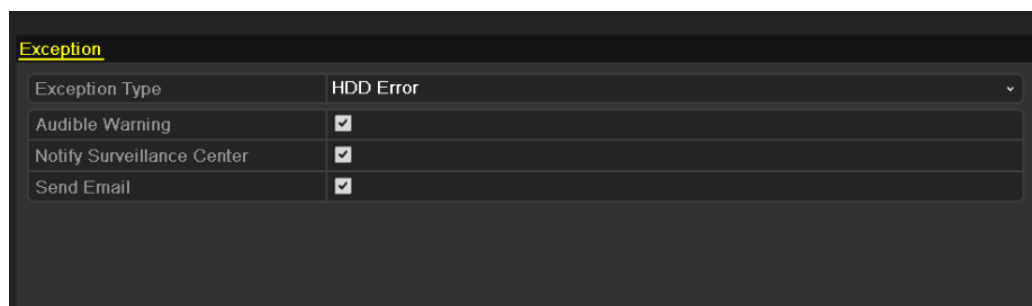 Exception
Exception Type HDD Error
Audible Warning
Notify Surveillance Center
Send Email